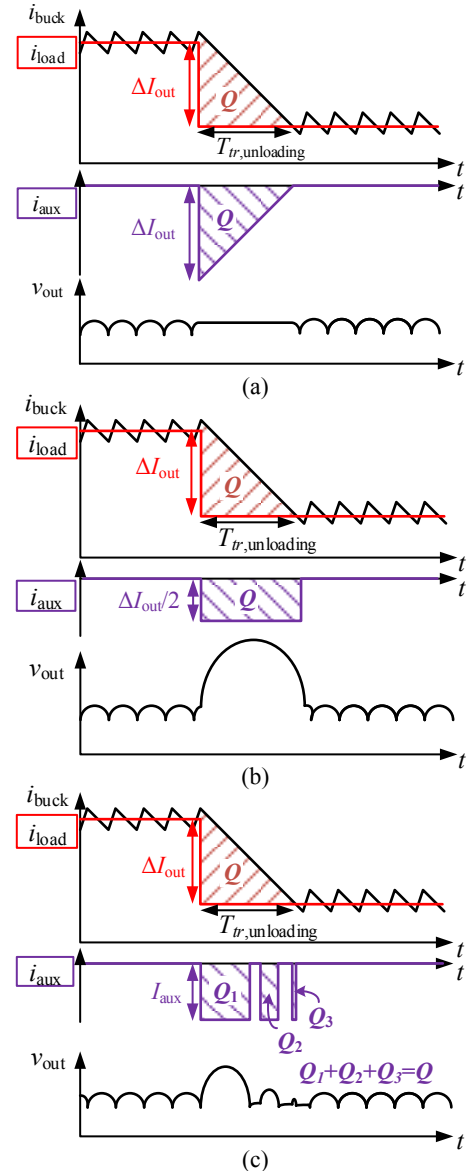 i_buck
i_load
ΔI_out
Q
T_tr,unloading
t
i_aux
ΔI_out
Q
t
v_out
t
(a)
i_buck
i_load
ΔI_out
Q
T_tr,unloading
t
i_aux
ΔI_out/2
Q
t
v_out
t
(b)
i_buck
i_load
ΔI_out
Q
T_tr,unloading
t
i_aux
I_aux
Q_1
Q_2
Q_3
t
v_out
Q_1+Q_2+Q_3=Q
t
(c)